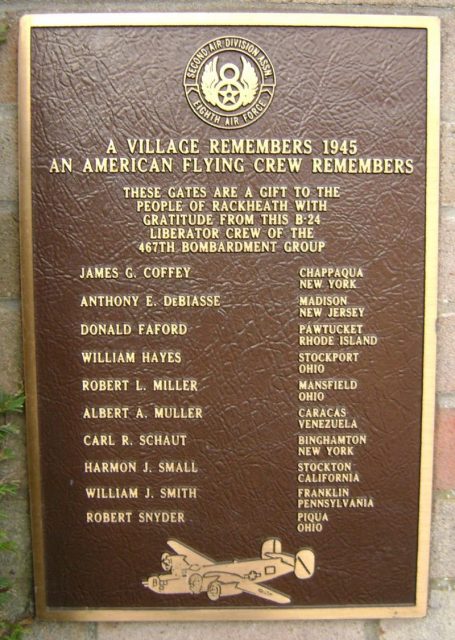 SECOND AIR DIVISION ASSN.
EIGHTH AIR FORCE
A VILLAGE REMEMBERS 1945
AN AMERICAN FLYING CREW REMEMBERS
THESE GATES ARE A GIFT TO THE
PEOPLE OF RACKHEATH WITH
GRATITUDE FROM THIS B-24
LIBERATOR CREW OF THE
467TH BOMBARDMENT GROUP
JAMES G. COFFEY
CHAPPAQUA
NEW YORK
ANTHONY E. DEBIASSE
MADISON
NEW JERSEY
DONALD FAFORD
PAWTUCKET
RHODE ISLAND
WILLIAM HAYES
STOCKPORT
OHIO
ROBERT L. MILLER
MANSFIELD
OHIO
ALBERT A. MULLER
CARACAS
VENEZUELA
CARL R. SCHAUT
BINGHAMTON
NEW YORK
HARMON J. SMALL
STOCKTON
CALIFORNIA
WILLIAM J. SMITH
FRANKLIN
PENNSYLVANIA
ROBERT SNYDER
PIQUA
OHIO